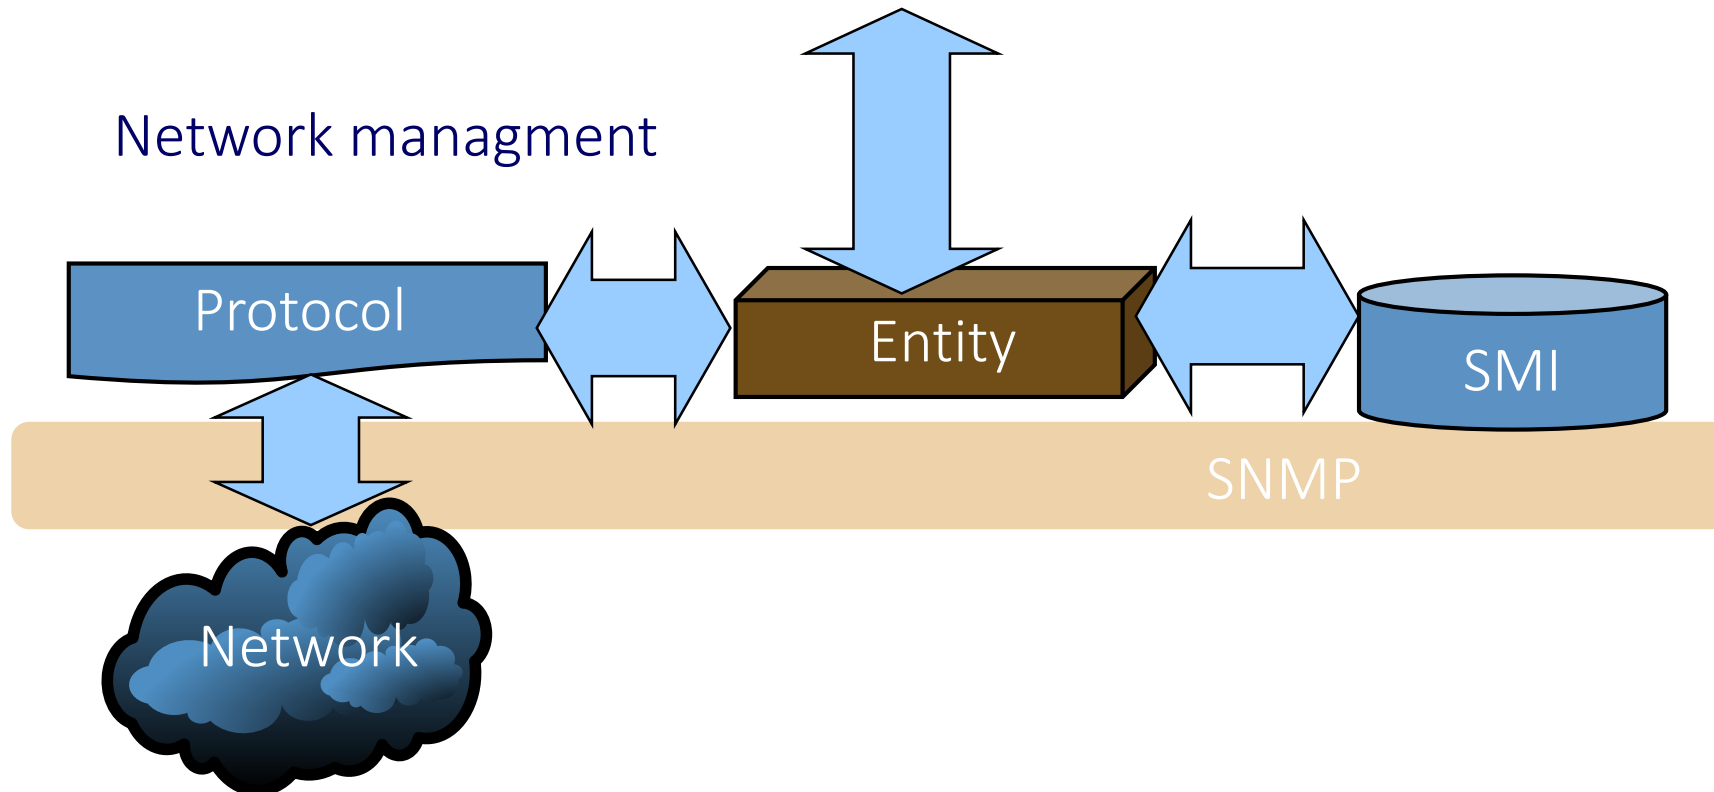 Network managment
Protocol
Entity
SMI
SNMP
Network